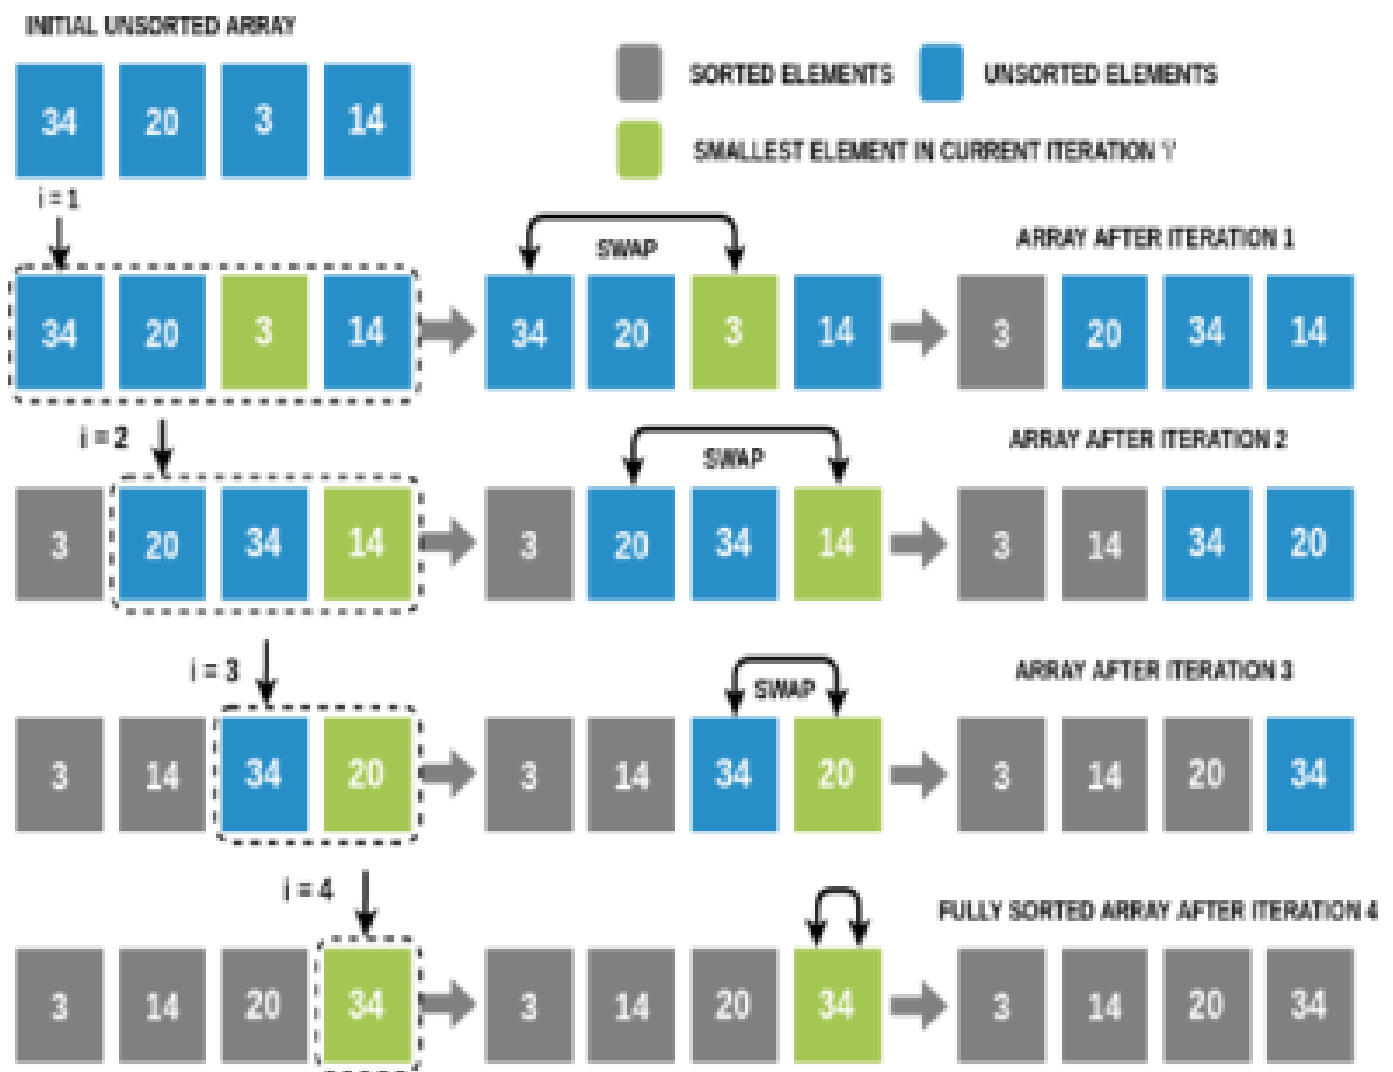 INITIAL UNSORTED ARRAY
SORTED ELEMENTS UNSORTED ELEMENTS
34 20 3 14
SMALLEST ELEMENT IN CURRENT ITERATION 'i'
i = 1
SWAP
ARRAY AFTER ITERATION 1
34 20 3 14 34 20 3 14 3 20 34 14
i = 2
SWAP
ARRAY AFTER ITERATION 2
3 20 34 14 3 20 34 14 3 14 34 20
i = 3
SWAP
ARRAY AFTER ITERATION 3
3 14 34 20 3 14 34 20 3 14 20 34
i = 4
FULLY SORTED ARRAY AFTER ITERATION 4
3 14 20 34 3 14 20 34 3 14 20 34